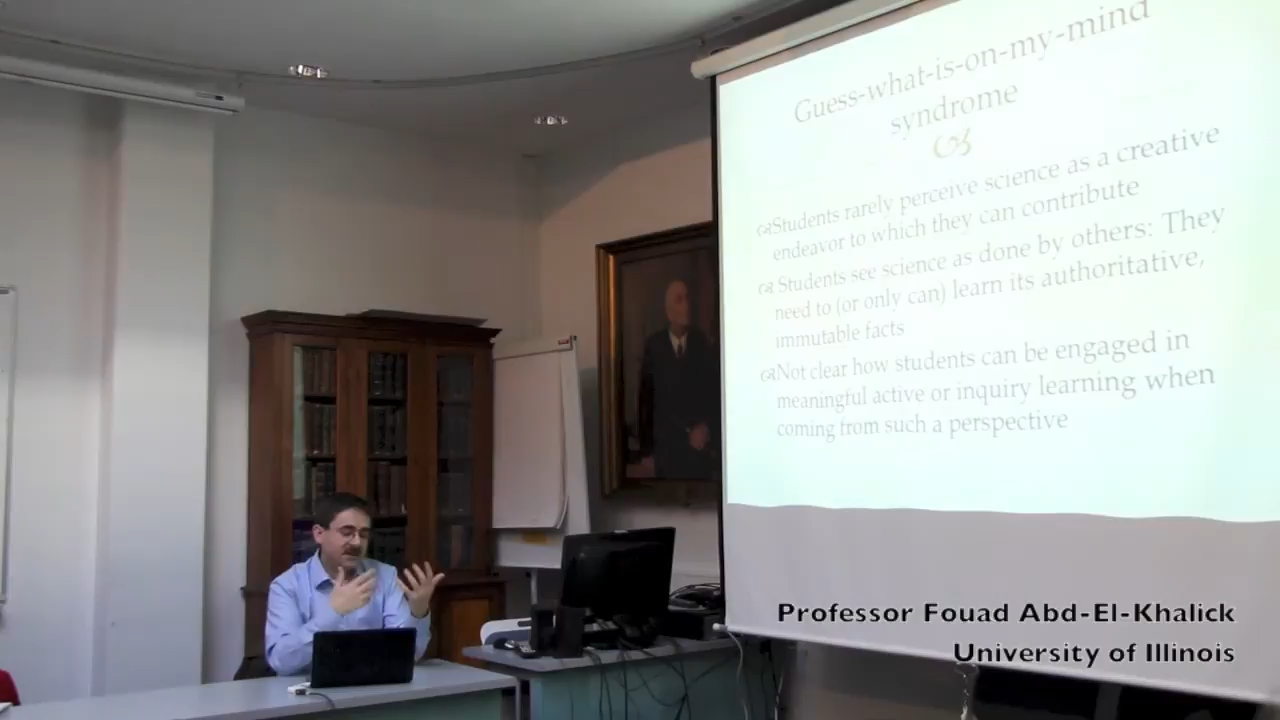 Guess-what-is-on-my-mind
syndrome
Students rarely perceive science as a creative
endeavor to which they can contribute
Students see science as done by others: They
need to (or only can) learn its authoritative,
immutable facts
Not clear how students can be engaged in
meaningful active or inquiry learning when
coming from such a perspective
Professor Fouad Abd-El-Khalick
University of Illinois